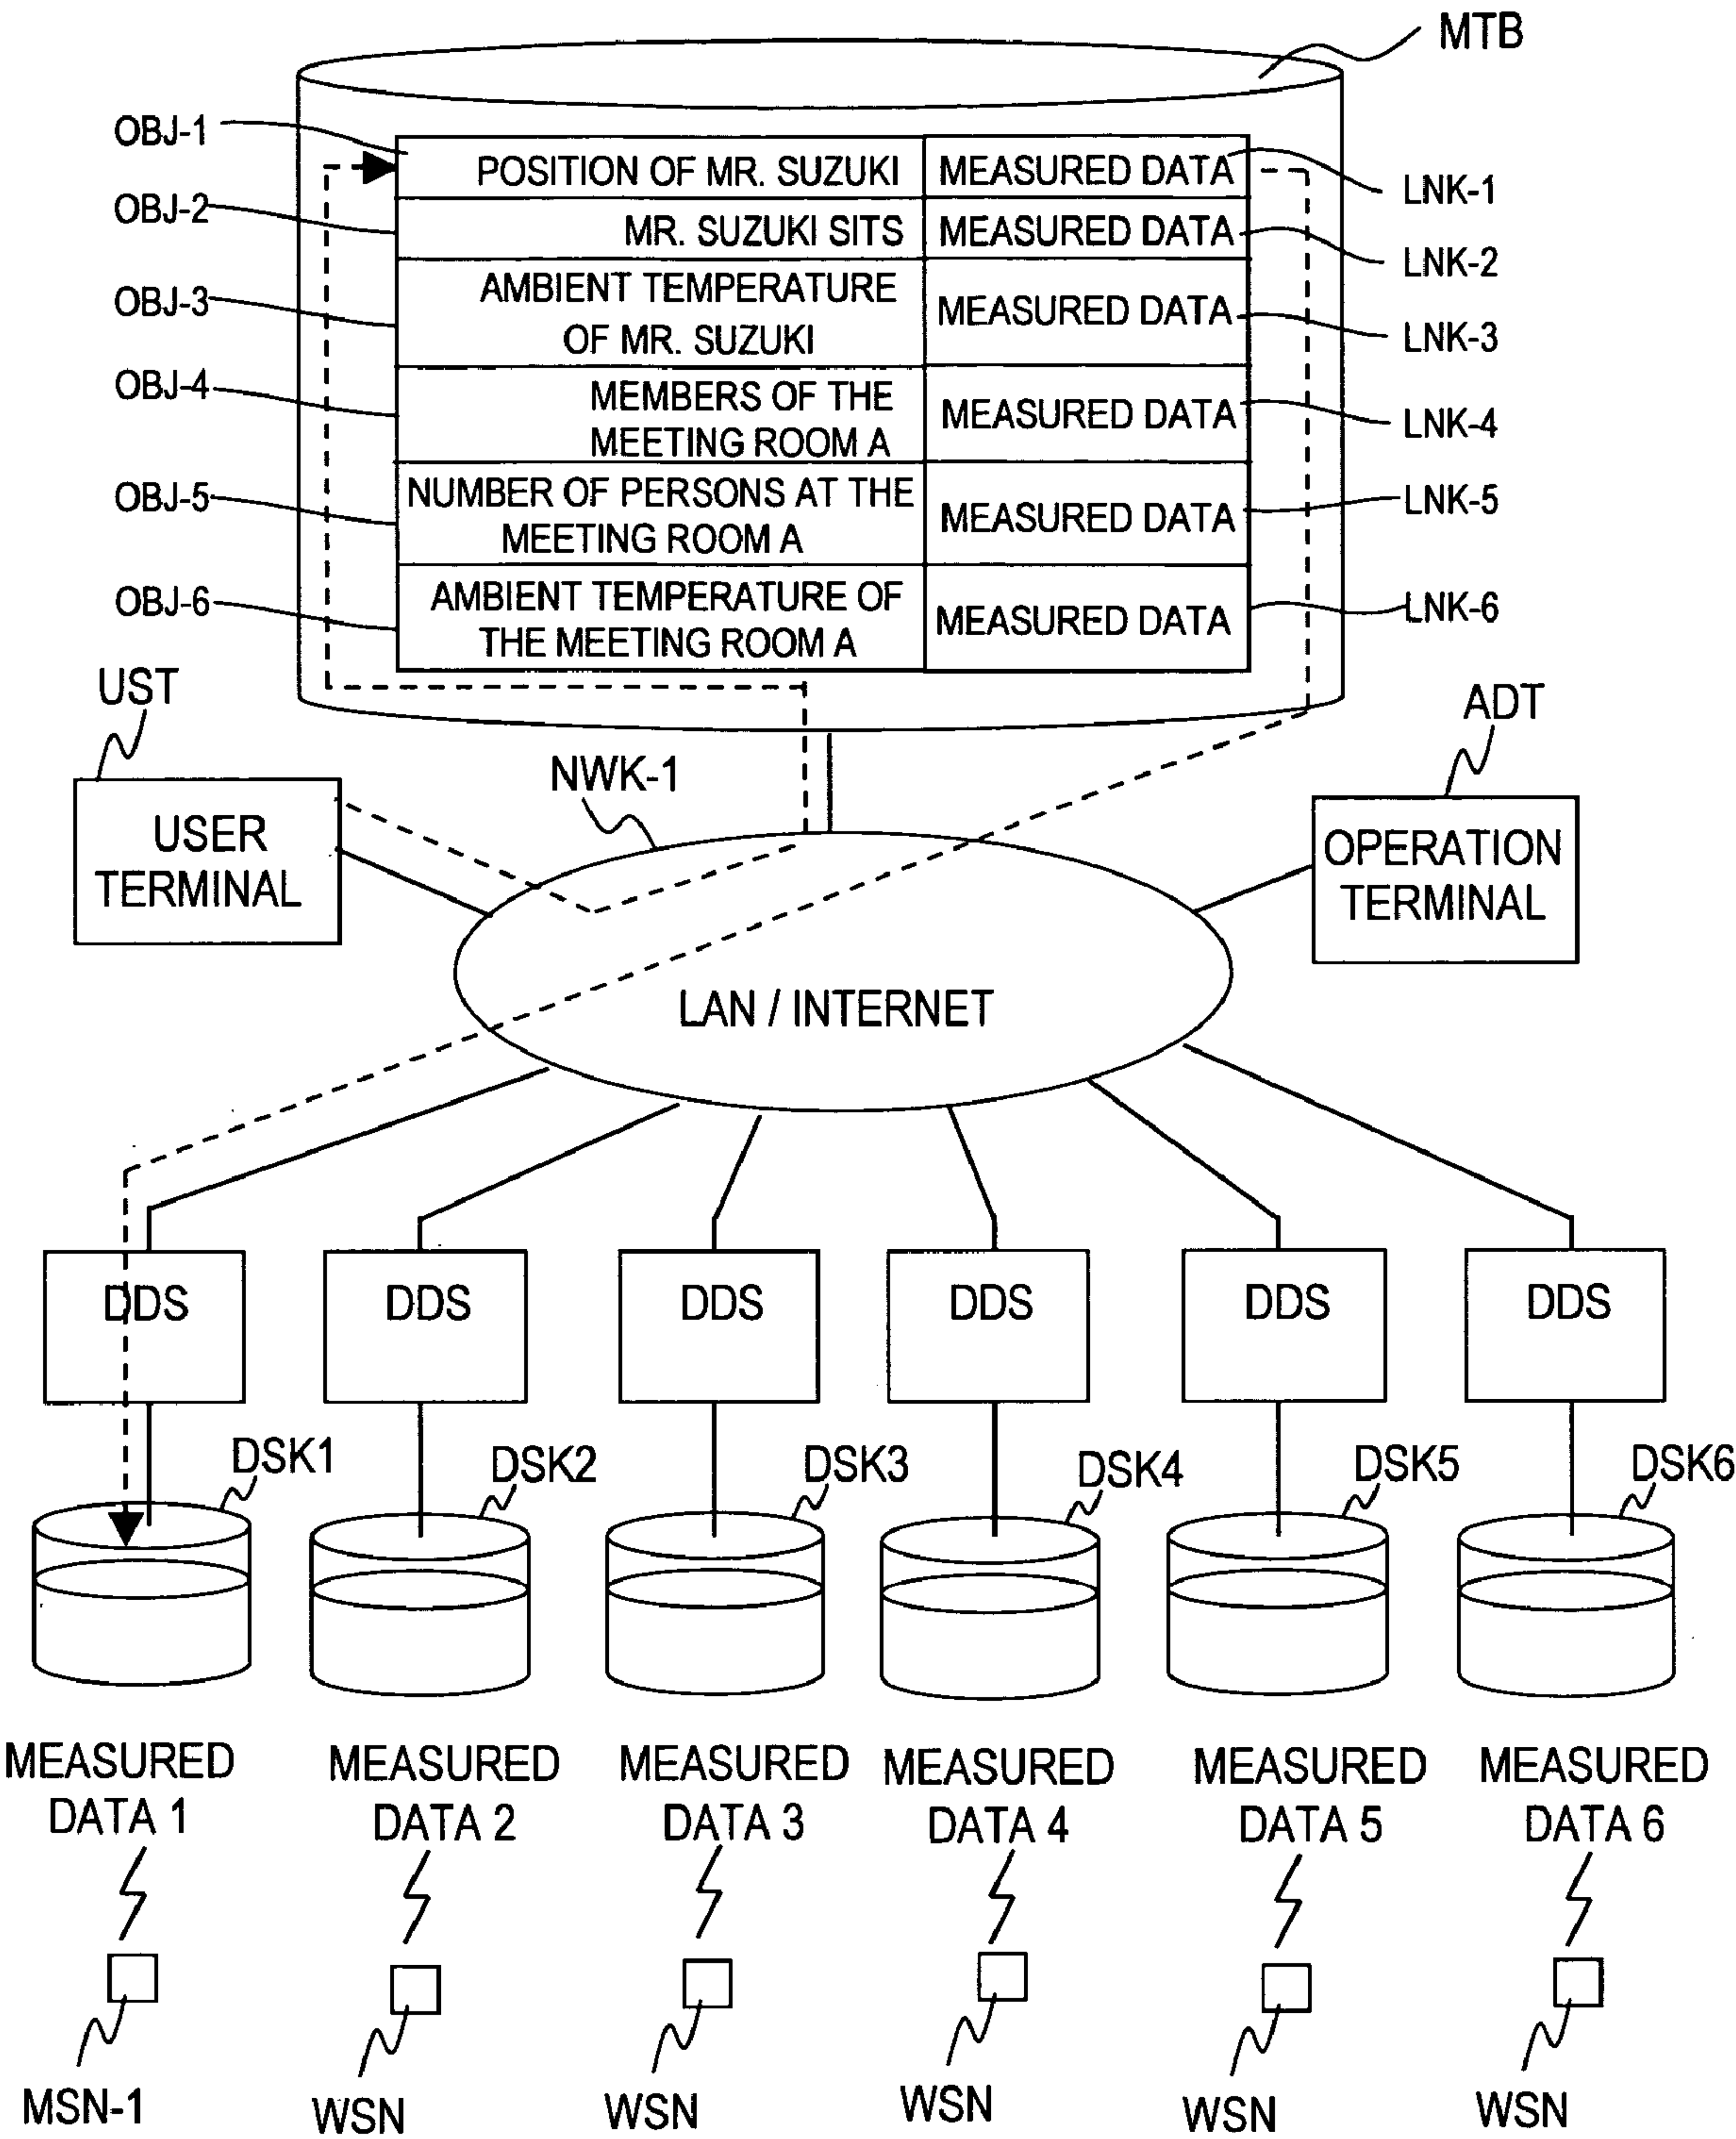 MTB
OBJ-1
POSITION OF MR. SUZUKI
MEASURED DATA
LNK-1
OBJ-2
MR. SUZUKI SITS
MEASURED DATA
LNK-2
OBJ-3
AMBIENT TEMPERATURE
OF MR. SUZUKI
MEASURED DATA
LNK-3
OBJ-4
MEMBERS OF THE
MEETING ROOM A
MEASURED DATA
LNK-4
OBJ-5
NUMBER OF PERSONS AT THE
MEETING ROOM A
MEASURED DATA
LNK-5
OBJ-6
AMBIENT TEMPERATURE OF
THE MEETING ROOM A
MEASURED DATA
LNK-6
UST
USER
TERMINAL
NWK-1
ADT
OPERATION
TERMINAL
LAN / INTERNET
DDS
DDS
DDS
DDS
DDS
DDS
DSK1
DSK2
DSK3
DSK4
DSK5
DSK6
MEASURED
DATA 1
MEASURED
DATA 2
MEASURED
DATA 3
MEASURED
DATA 4
MEASURED
DATA 5
MEASURED
DATA 6
MSN-1
WSN
WSN
WSN
WSN
WSN